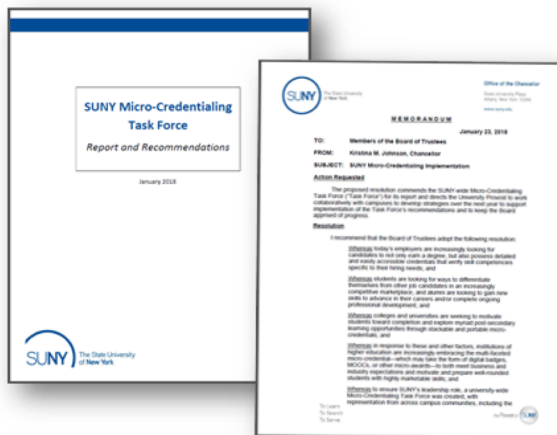 SUNY Micro-Credentialing
Task Force
Report and Recommendations
January 2018
SUNY
The State University
of New York
SUNY
The State University
of New York
Office of the Chancellor
State University Plaza
Albany, New York 12246
www.suny.edu
MEMORANDUM
January 23, 2018
TO: Members of the Board of Trustees
FROM: Kristina M. Johnson, Chancellor
SUBJECT: SUNY Micro-Credentialing Implementation
Action Requested
The proposed resolution commends the SUNY-wide Micro-Credentialing
Task Force ("Task Force") for its report and directs the University Provost to work
collaboratively with campuses to develop strategies over the next year to support
implementation of the Task Force's recommendations and to keep the Board
apprised of progress.
Resolution
I recommend that the Board of Trustees adopt the following resolution:
Whereas today's employers are increasingly looking for
candidates to not only earn a degree, but also possess detailed
and easily accessible credentials that verify skill competencies
specific to their hiring needs; and
Whereas students are looking for ways to differentiate
themselves from other job candidates in an increasingly
competitive marketplace, and alumni are looking to gain new
skills to advance in their careers and/or complete ongoing
professional development; and
Whereas colleges and universities are seeking to motivate
students toward completion and explore myriad post-secondary
learning opportunities through stackable and portable micro-
credentials; and
Whereas in response to these and other factors, institutions of
higher education are increasingly embracing the multi-faceted
micro-credential—which may take the form of digital badges,
MOOCs, or other micro-awards—to both meet business and
industry expectations and motivate and prepare well-rounded
students with highly marketable skills; and
Whereas to ensure SUNY's leadership role, a university-wide
Micro-Credentialing Task Force was created, with
representation from across campus communities, including the
To Learn
To Search
To Serve
the Power of SUNY